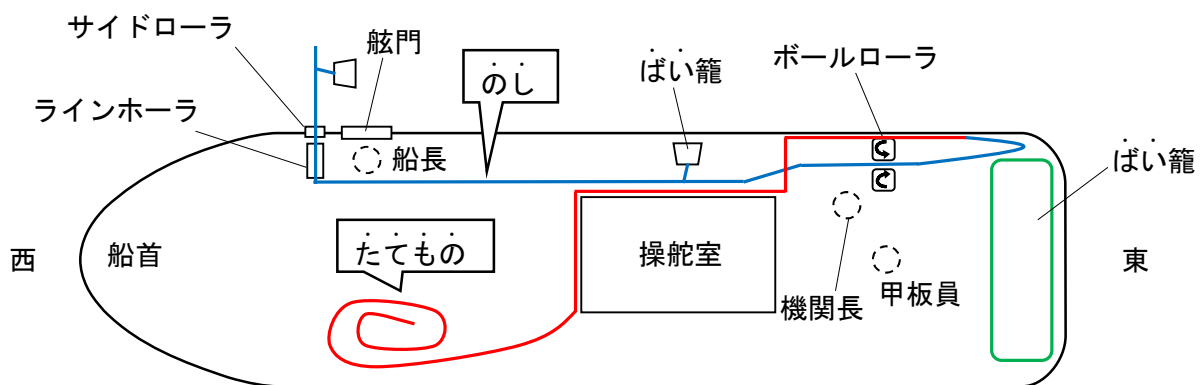 サイドローラ
舷門
ラインホーラ
のし
ばい籠
ボールローラ
船長
ばい籠
西
船首
たてもの
操舵室
機関長
甲板員
東